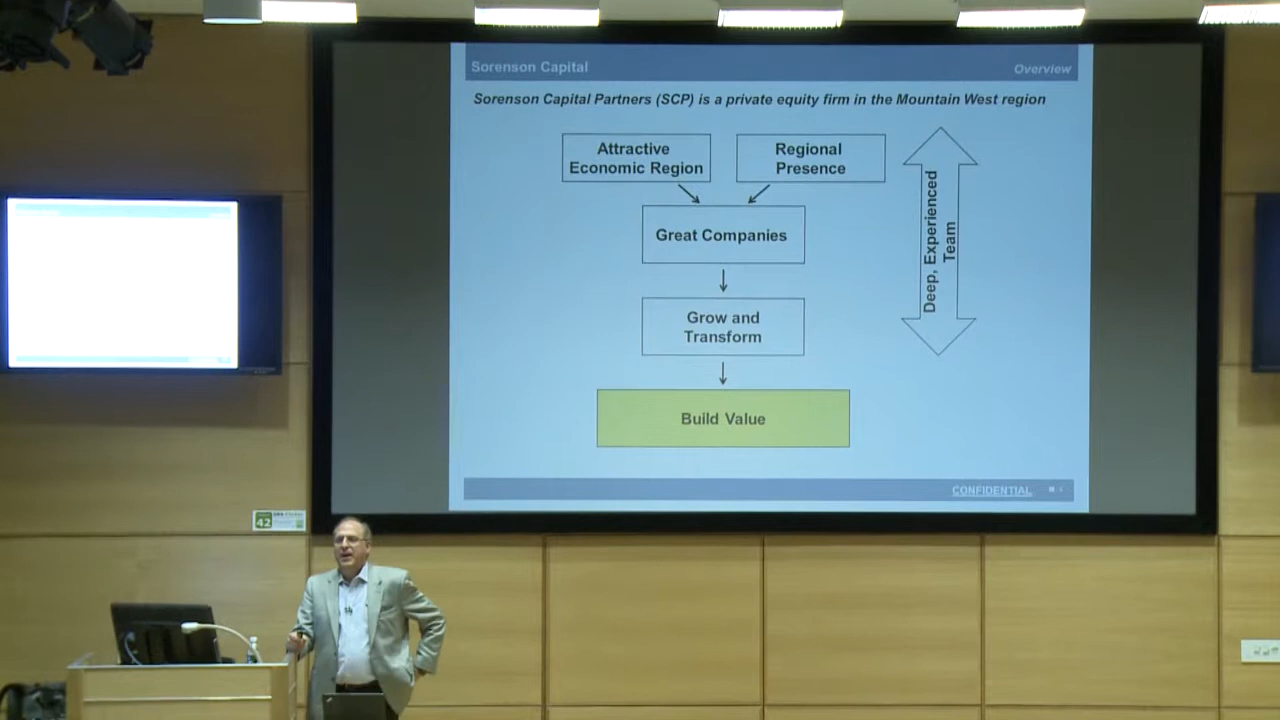 Sorenson Capital
Overview
Sorenson Capital Partners (SCP) is a private equity firm in the Mountain West region
Attractive
Economic Region
Regional
Presence
Great Companies
Grow and
Transform
Build Value
Deep, Experienced
Team
CONFIDENTIAL
42